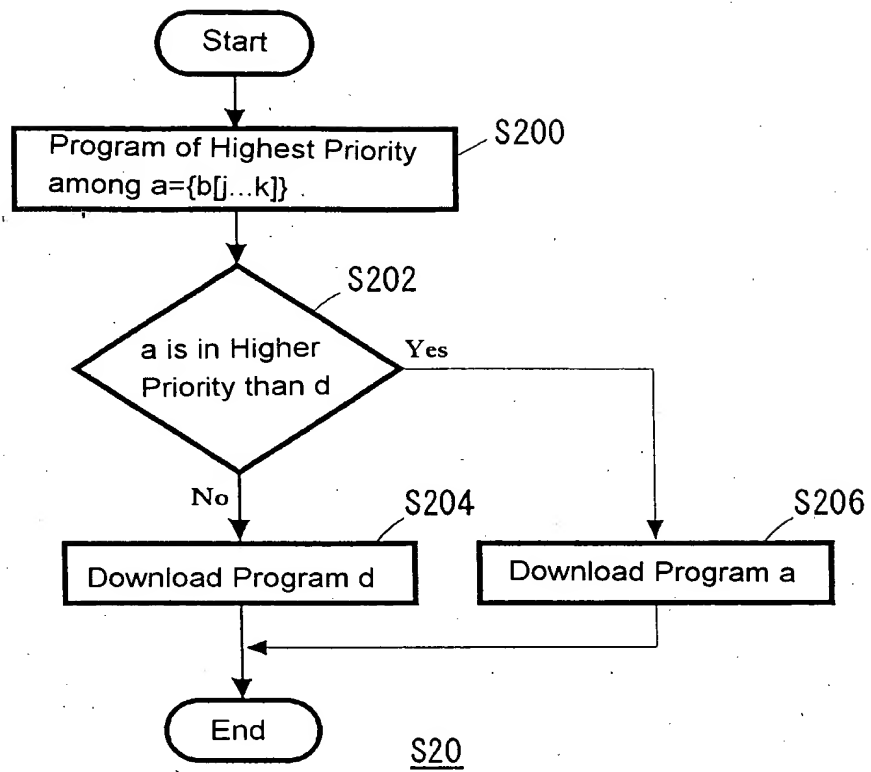 Start
Program of Highest Priority
among a={b[j...k]}
S200
S202
a is in Higher
Priority than d
Yes
No
S204
S206
Download Program d
Download Program a
End
S20